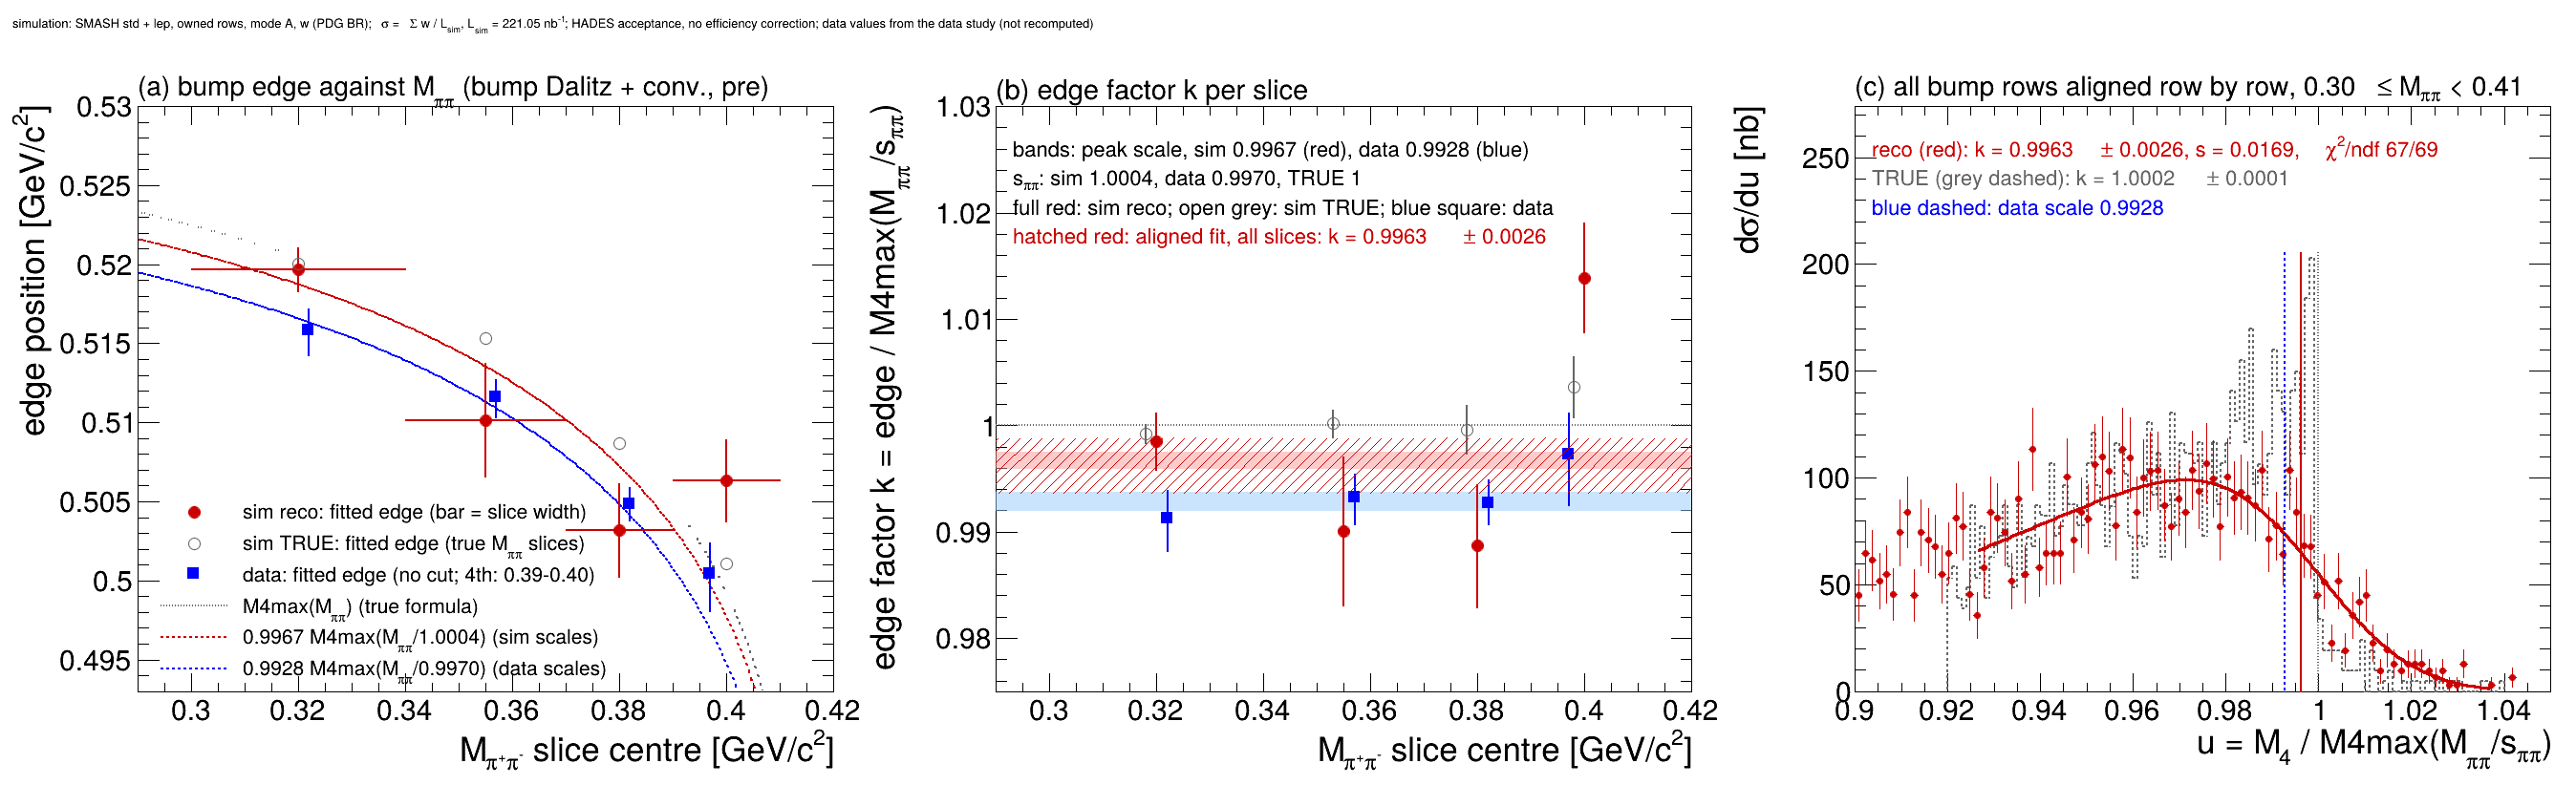 simulation: SMASH std + lep, owned rows, mode A, w (PDG BR); σ = Σ w / L_sim, L_sim = 221.05 nb⁻¹; HADES acceptance, no efficiency correction; data values from the data study (not recomputed)
(a) bump edge against M_ππ (bump Dalitz + conv., pre)
edge position [GeV/c²]
0.53
0.525
0.52
0.515
0.51
0.505
0.5
0.495
sim reco: fitted edge (bar = slice width)
sim TRUE: fitted edge (true M_ππ slices)
data: fitted edge (no cut; 4th: 0.39-0.40)
M4max(M_ππ) (true formula)
0.9967 M4max(M_ππ/1.0004) (sim scales)
0.9928 M4max(M_ππ/0.9970) (data scales)
0.3 0.32 0.34 0.36 0.38 0.4 0.42
M_π⁺π⁻ slice centre [GeV/c²]
(b) edge factor k per slice
edge factor k = edge / M4max(M_ππ/s_ππ)
1.03
1.02
1.01
1
0.99
0.98
bands: peak scale, sim 0.9967 (red), data 0.9928 (blue)
s_ππ: sim 1.0004, data 0.9970, TRUE 1
full red: sim reco; open grey: sim TRUE; blue square: data
hatched red: aligned fit, all slices: k = 0.9963 ± 0.0026
0.3 0.32 0.34 0.36 0.38 0.4 0.42
M_π⁺π⁻ slice centre [GeV/c²]
(c) all bump rows aligned row by row, 0.30 ≤ M_ππ < 0.41
dσ/du [nb]
250
200
150
100
50
0
reco (red): k = 0.9963 ± 0.0026, s = 0.0169, χ²/ndf 67/69
TRUE (grey dashed): k = 1.0002 ± 0.0001
blue dashed: data scale 0.9928
0.9 0.92 0.94 0.96 0.98 1 1.02 1.04
u = M₄ / M4max(M_ππ/s_ππ)